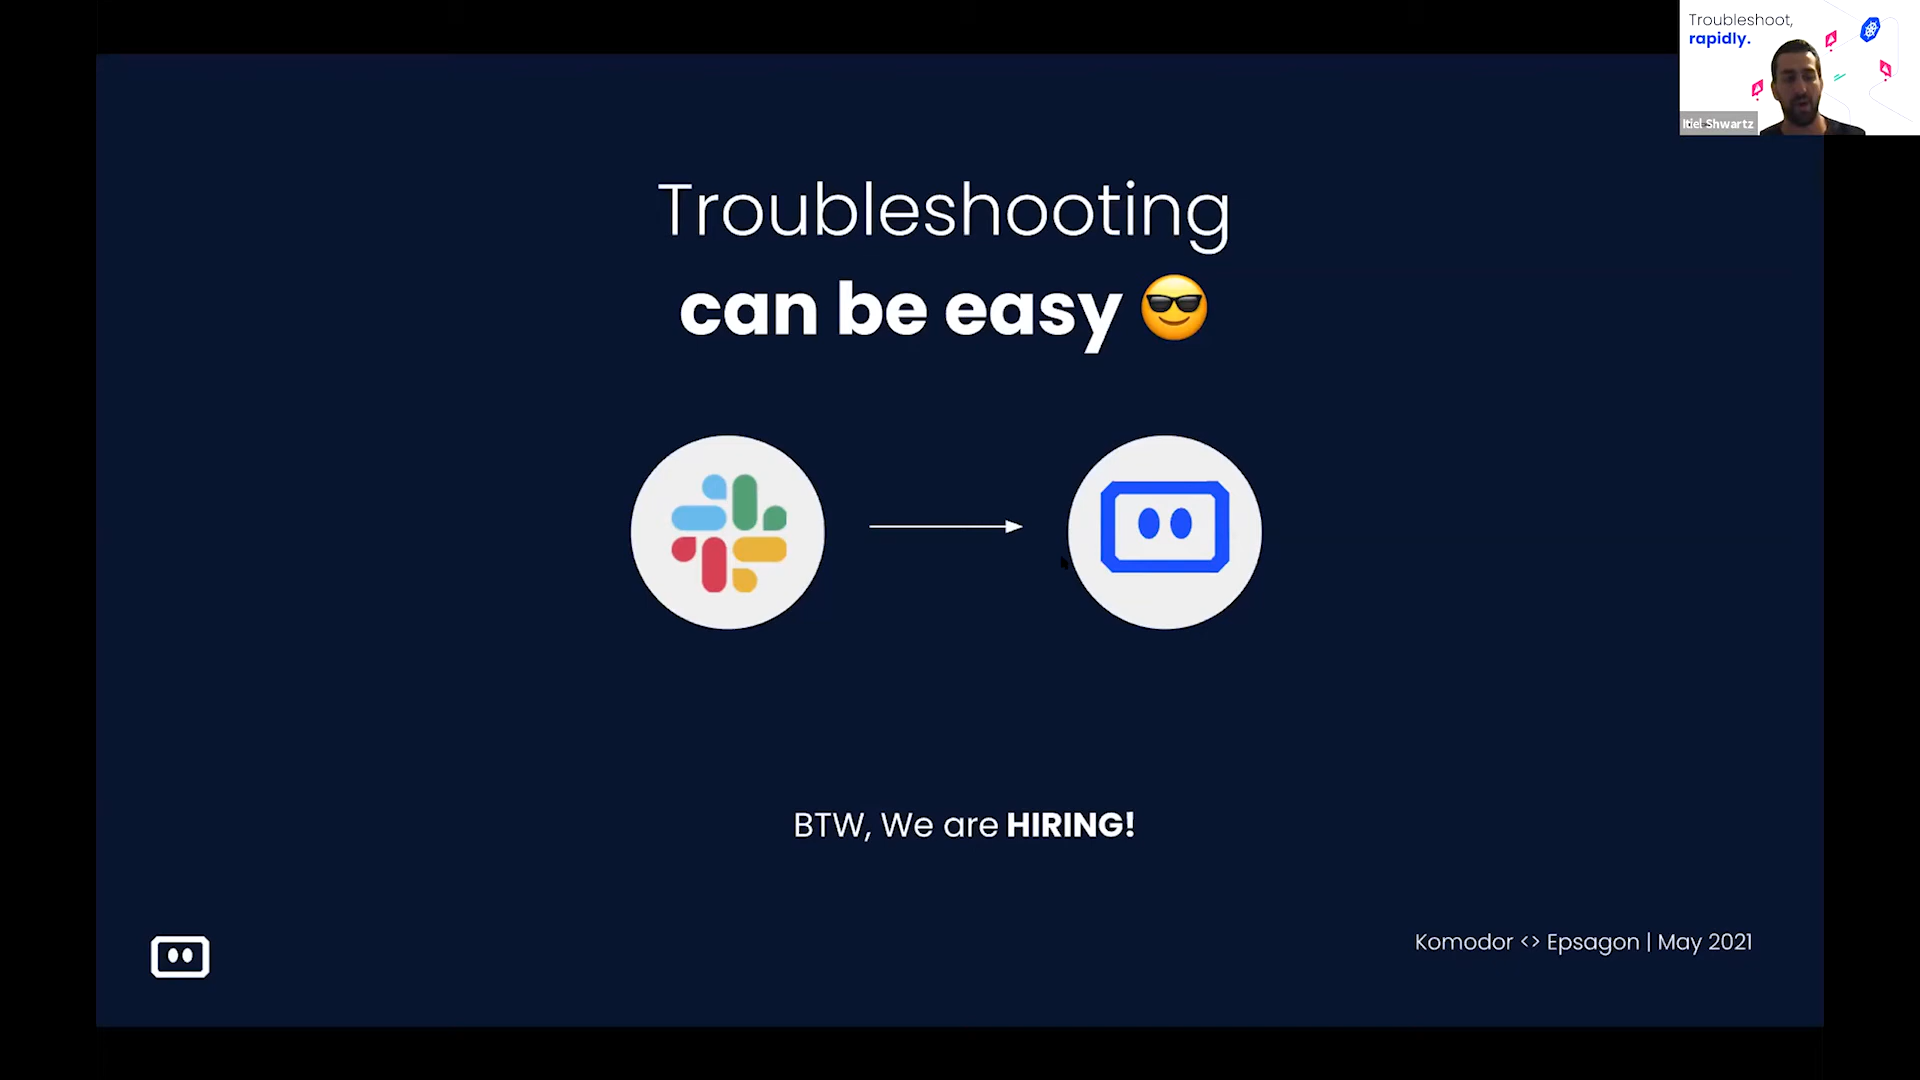 Troubleshoot,
rapidly.
Itiel Shwartz
Troubleshooting
can be easy 😎
BTW, We are HIRING!
Komodor <> Epsagon | May 2021